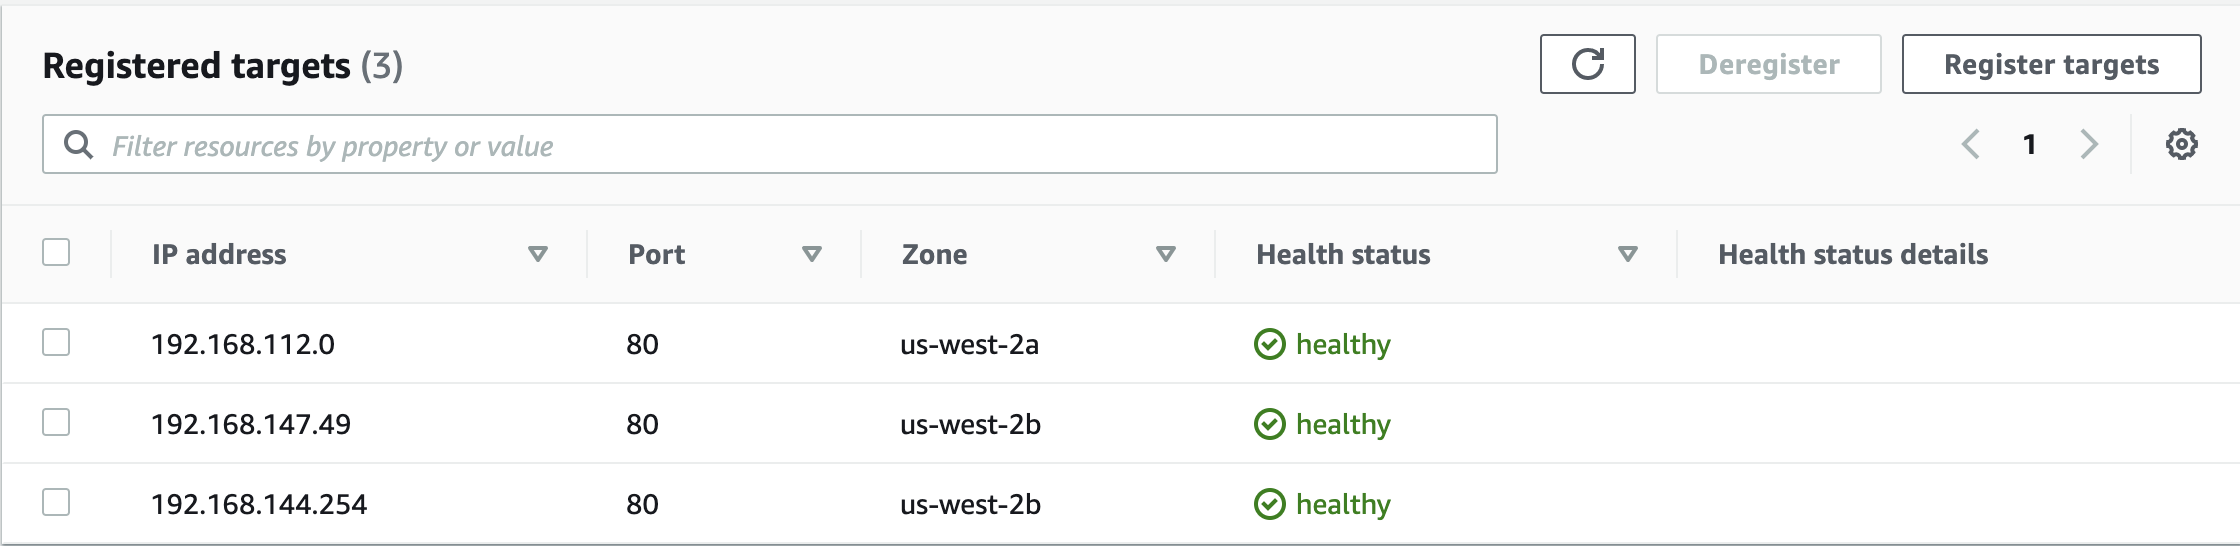 Registered targets (3)
Deregister
Register targets
Filter resources by property or value
1
IP address Port Zone Health status Health status details
192.168.112.0 80 us-west-2a healthy
192.168.147.49 80 us-west-2b healthy
192.168.144.254 80 us-west-2b healthy